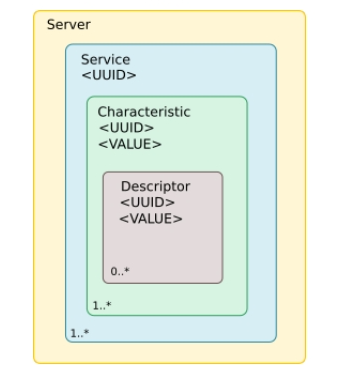 Server
Service
<UUID>
Characteristic
<UUID>
<VALUE>
Descriptor
<UUID>
<VALUE>
0..*
1..*
1..*